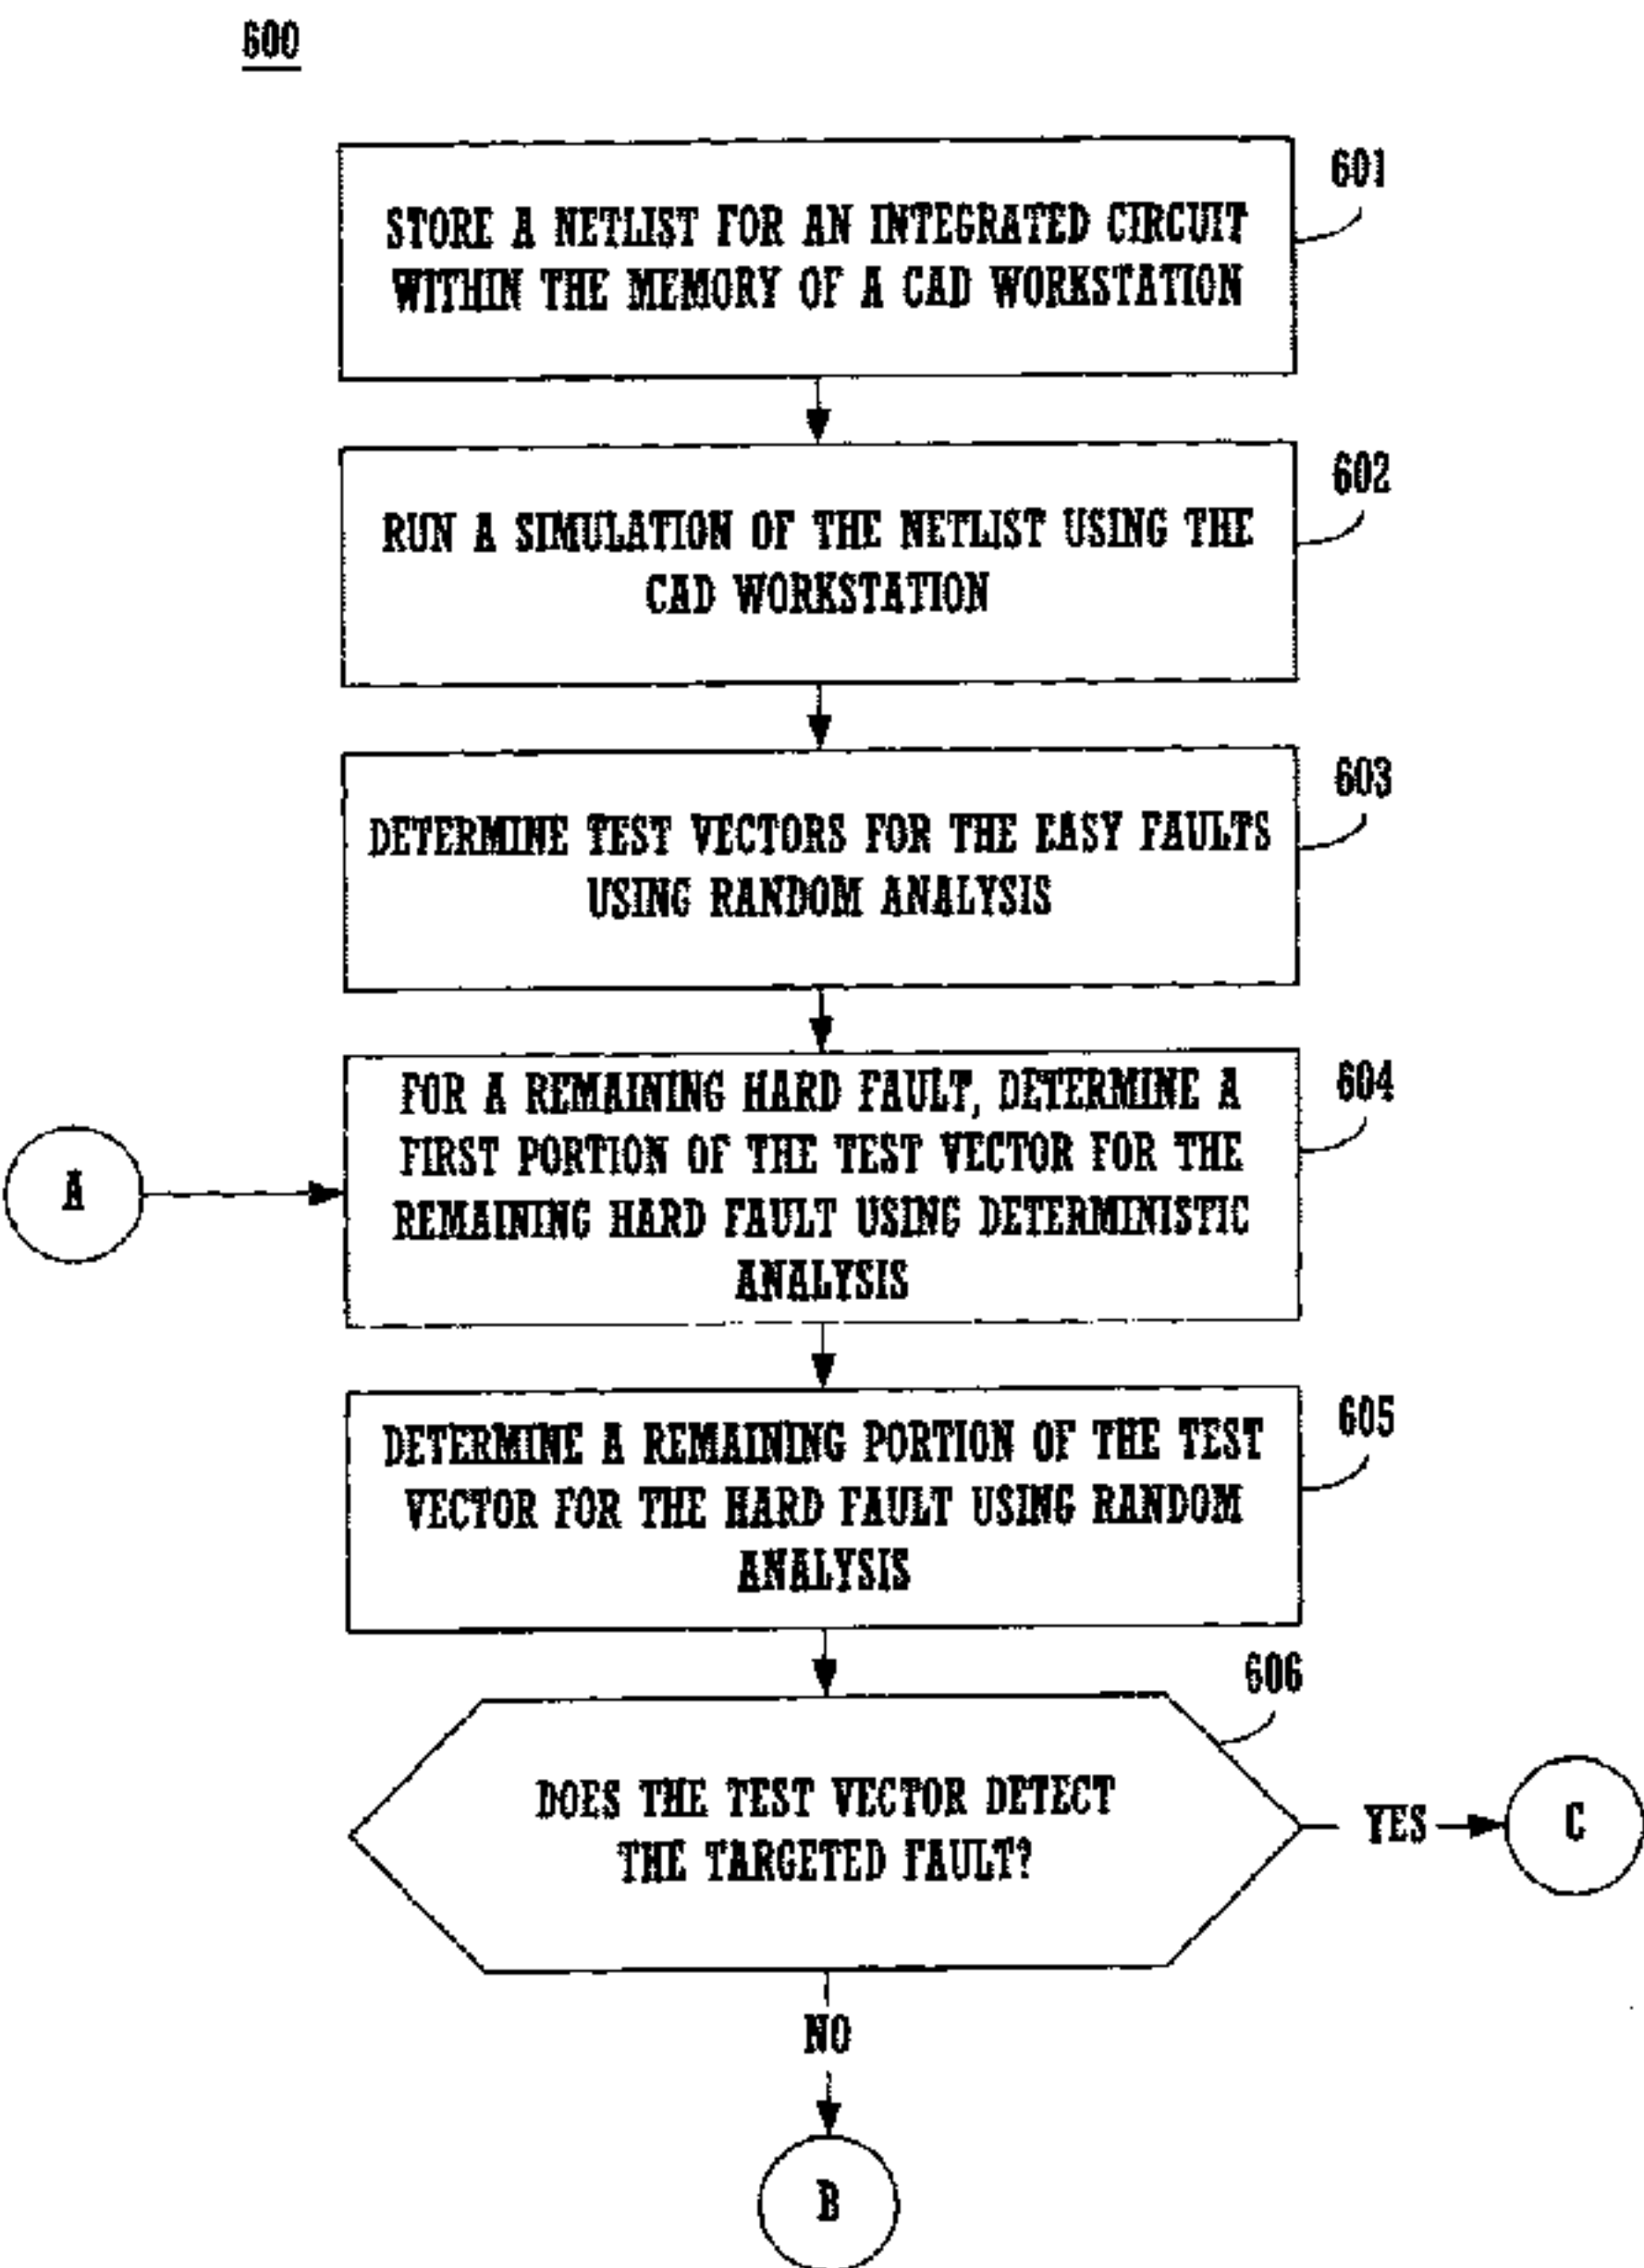 600
601
STORE A NETLIST FOR AN INTEGRATED CIRCUIT
WITHIN THE MEMORY OF A CAD WORKSTATION
602
RUN A SIMULATION OF THE NETLIST USING THE
CAD WORKSTATION
603
DETERMINE TEST VECTORS FOR THE EASY FAULTS
USING RANDOM ANALYSIS
604
FOR A REMAINING HARD FAULT, DETERMINE A
FIRST PORTION OF THE TEST VECTOR FOR THE
REMAINING HARD FAULT USING DETERMINISTIC
ANALYSIS
A
605
DETERMINE A REMAINING PORTION OF THE TEST
VECTOR FOR THE HARD FAULT USING RANDOM
ANALYSIS
606
DOES THE TEST VECTOR DETECT
THE TARGETED FAULT?
YES
C
NO
B